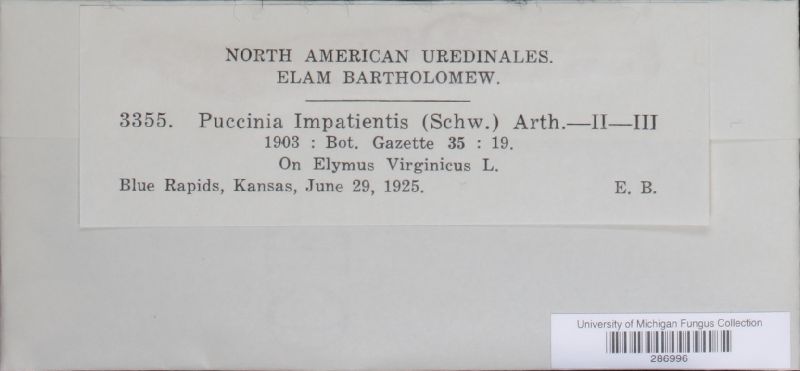 NORTH AMERICAN UREDINALES.
ELAM BARTHOLOMEW.
3355. Puccinia Impatientis (Schw.) Arth.—II—III
1903 : Bot. Gazette 35 : 19.
On Elymus Virginicus L.
Blue Rapids, Kansas, June 29, 1925. E. B.
University of Michigan Fungus Collection
286996